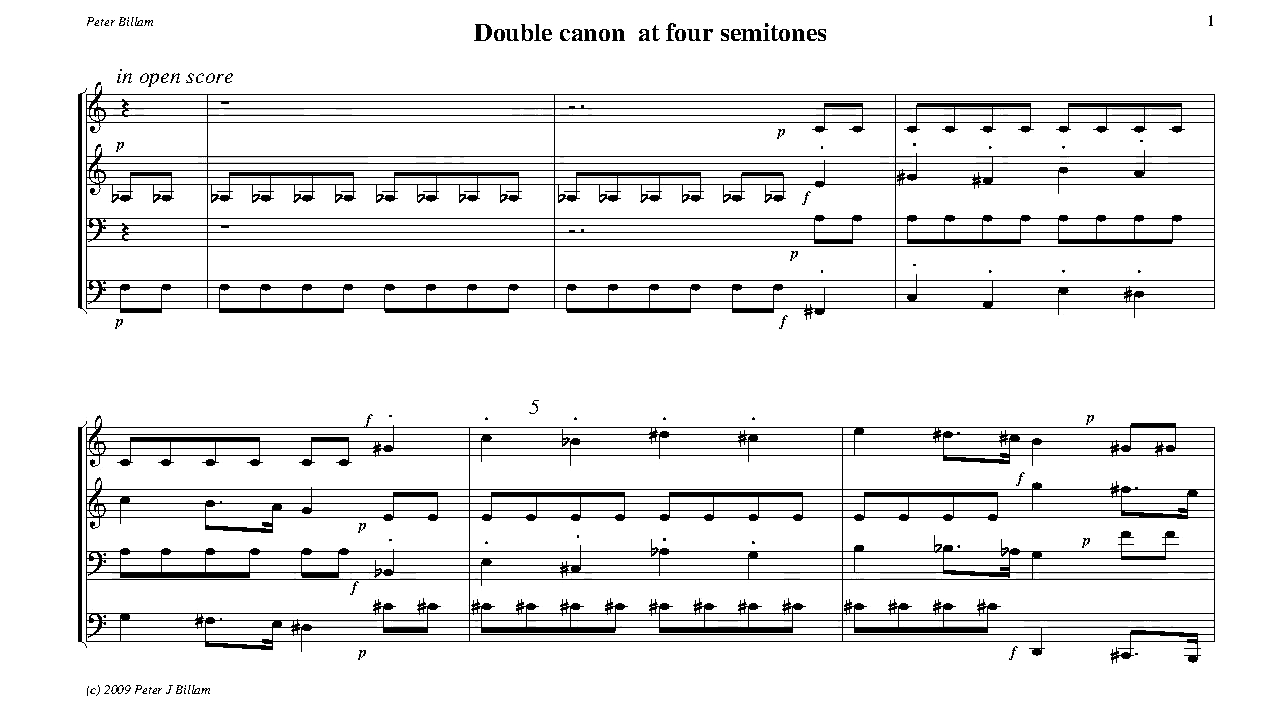 Peter Billam
1
Double canon at four semitones
in open score
p
p
f
p
p
f
f
5
p
f
p
p
f
p
f
(c) 2009 Peter J Billam